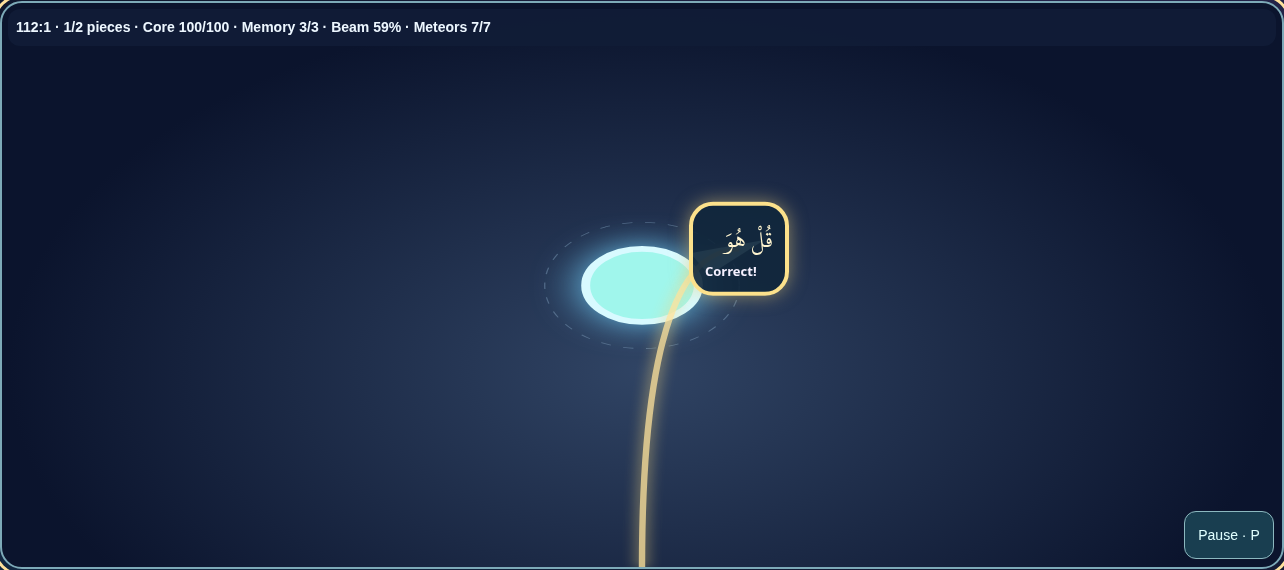 112:1 · 1/2 pieces · Core 100/100 · Memory 3/3 · Beam 59% · Meteors 7/7
قُلْ هُوَ
Correct!
Pause · P